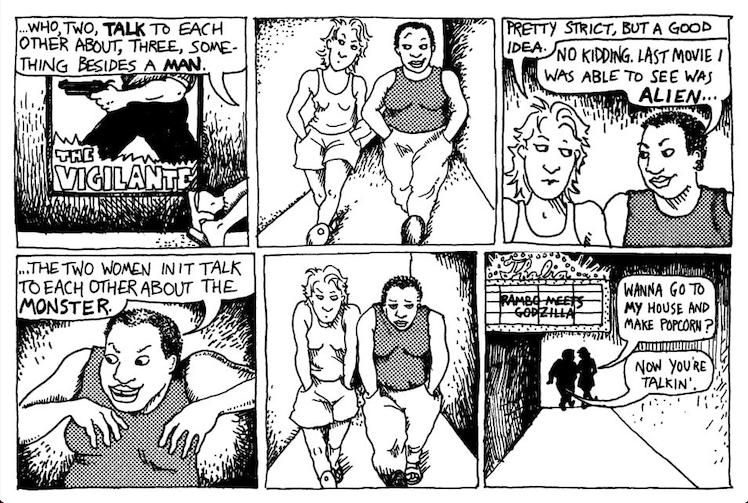 ...WHO, TWO, TALK TO EACH
OTHER ABOUT, THREE, SOME-
THING BESIDES A MAN.
THE
VIGILANTE
PRETTY STRICT, BUT A GOOD
IDEA.
NO KIDDING. LAST MOVIE I
WAS ABLE TO SEE WAS
ALIEN...
...THE TWO WOMEN IN IT TALK
TO EACH OTHER ABOUT THE
MONSTER.
Thalia
RAMBO MEETS
GODZILLA
WANNA GO TO
MY HOUSE AND
MAKE POPCORN?
NOW YOU'RE
TALKIN'.